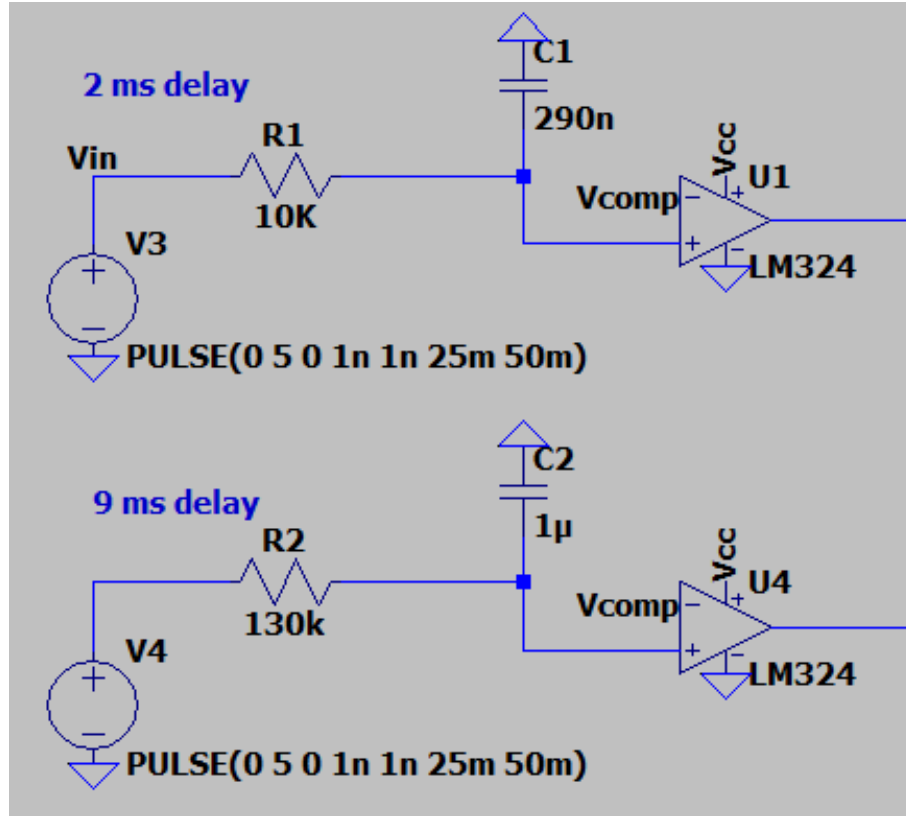 2 ms delay
C1
290n
R1
Vin
10K
Vcc
U1
Vcomp
LM324
V3
PULSE(0 5 0 1n 1n 25m 50m)
9 ms delay
C2
1µ
R2
130k
Vcc
U4
Vcomp
LM324
V4
PULSE(0 5 0 1n 1n 25m 50m)